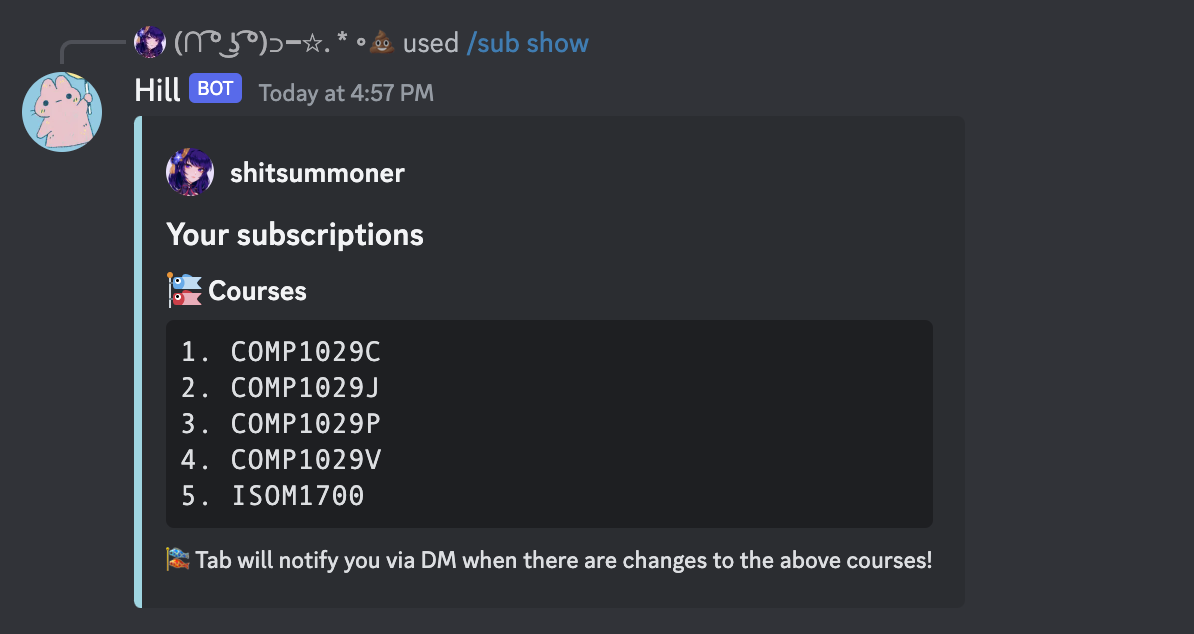 (∩ ͡° ͜ʖ ͡°)⊃━☆. * ∘💩 used /sub show
Hill BOT Today at 4:57 PM
shitsummoner
Your subscriptions
🎏 Courses
1. COMP1029C
2. COMP1029J
3. COMP1029P
4. COMP1029V
5. ISOM1700
🎏 Tab will notify you via DM when there are changes to the above courses!